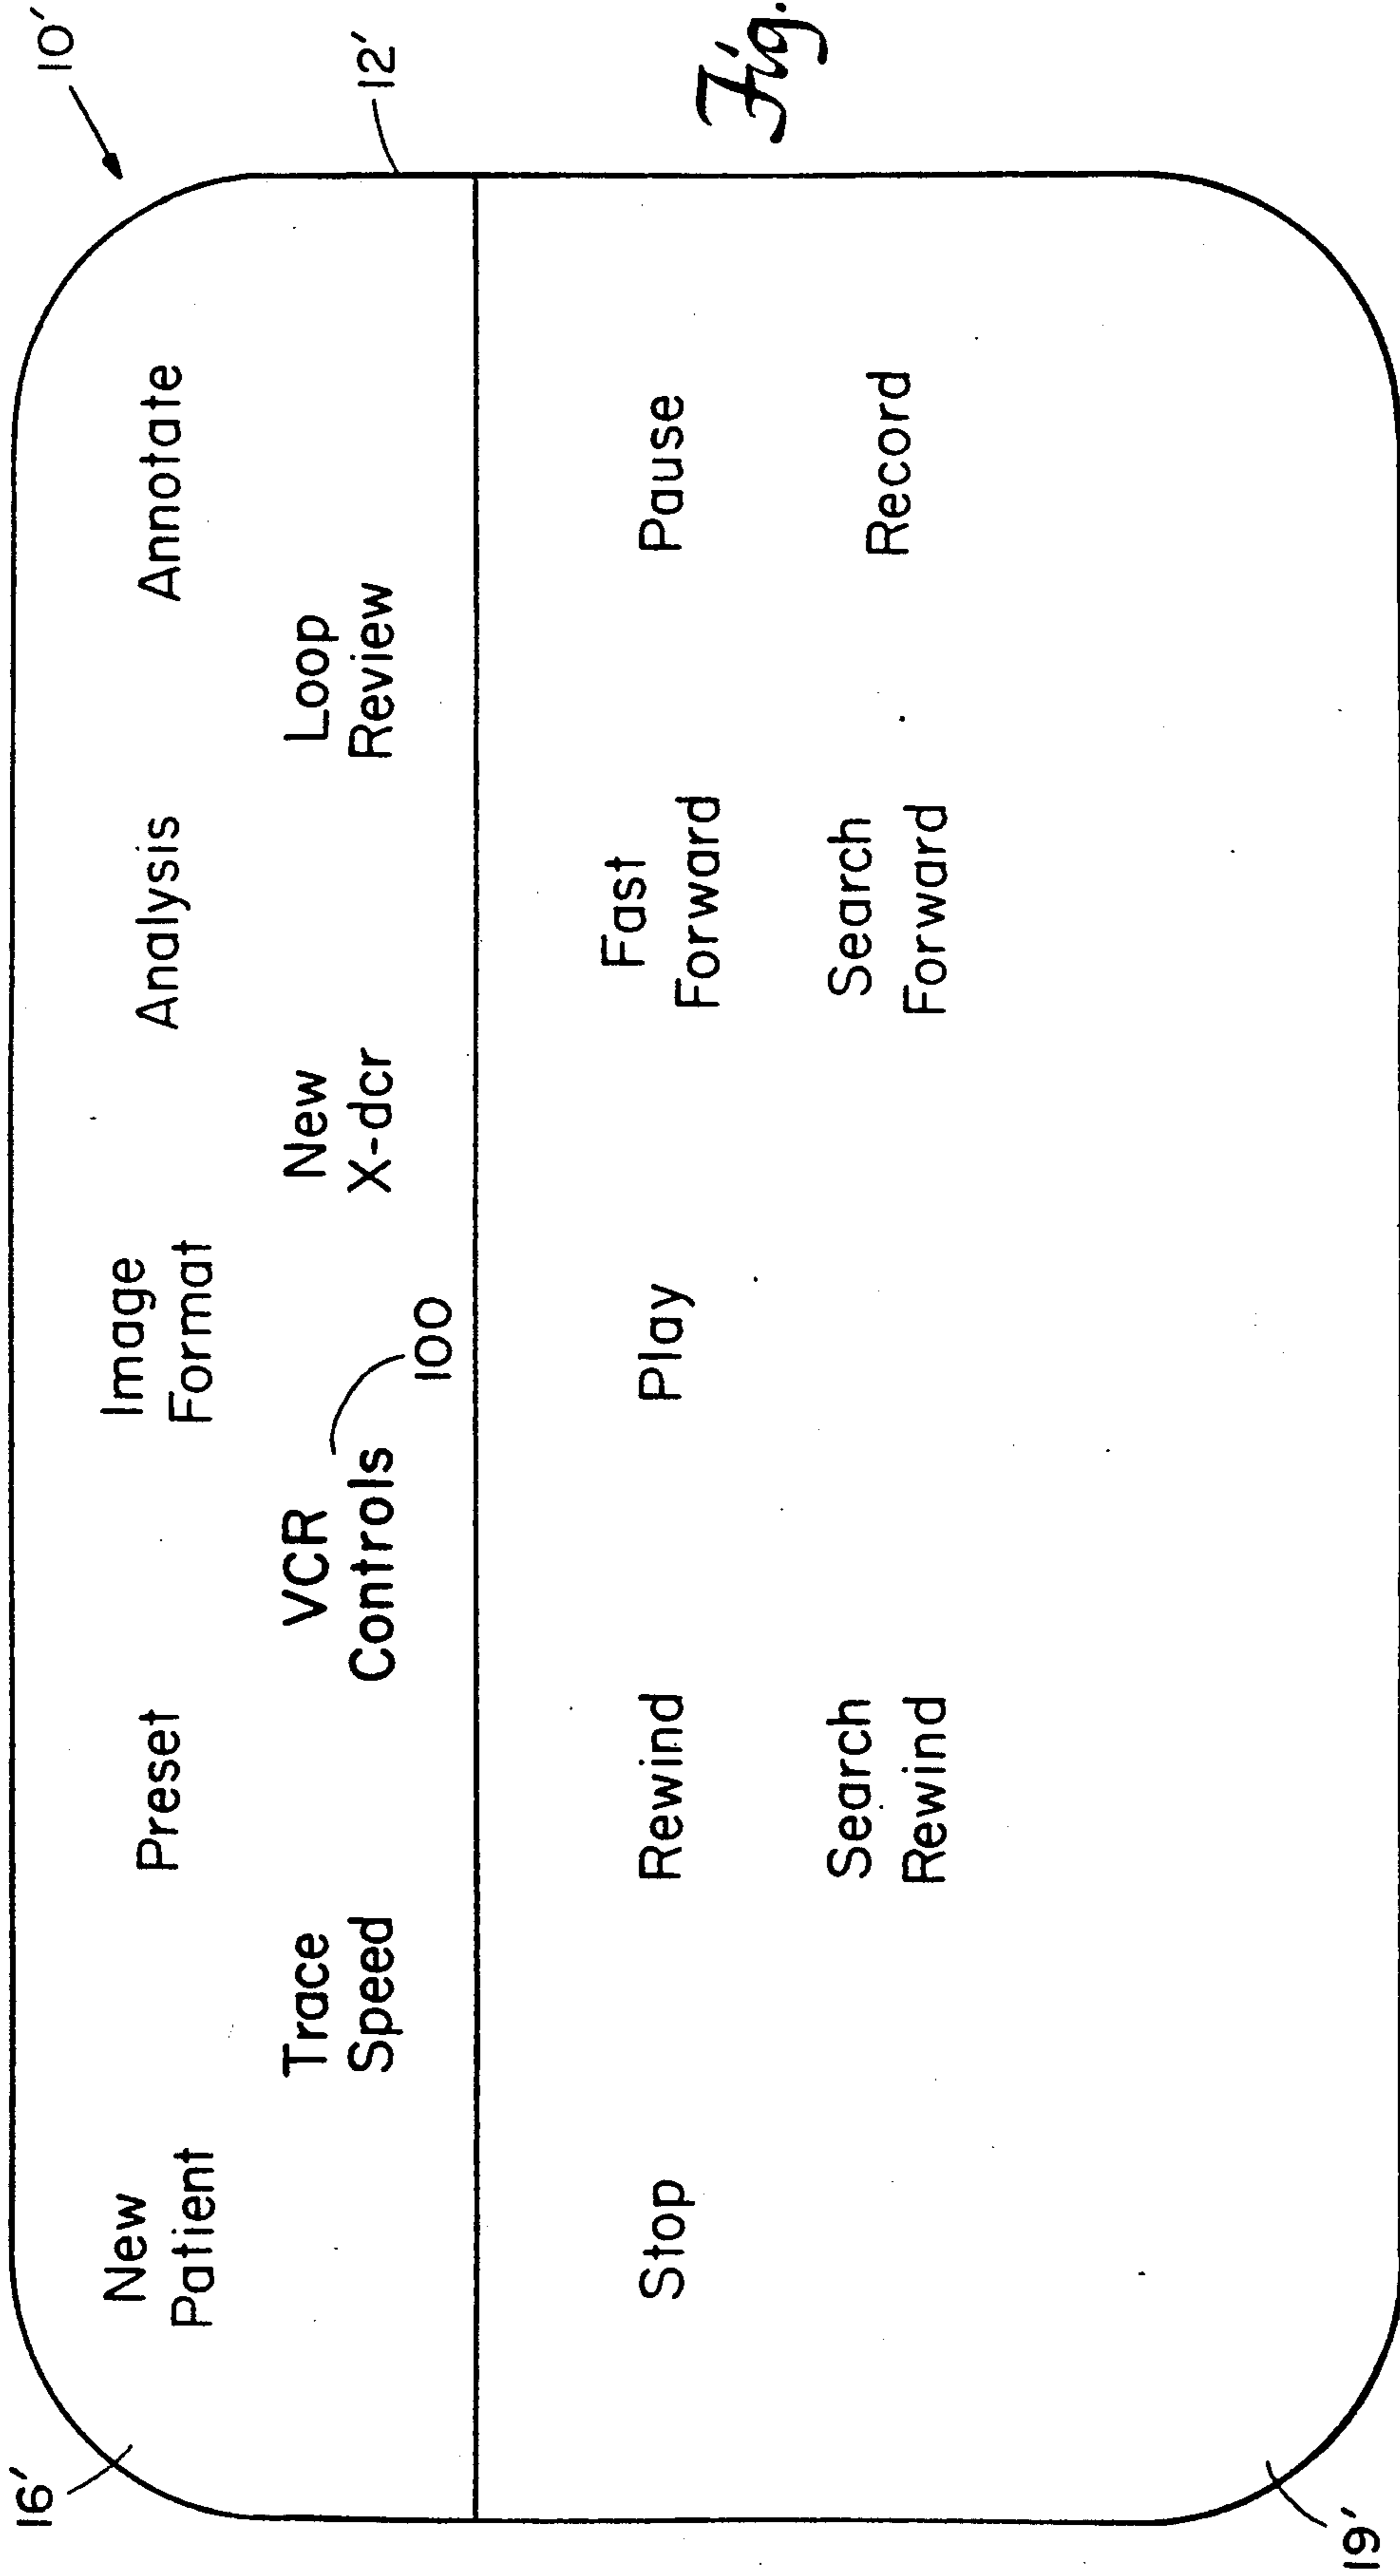 10'
16'
12'
New
Patient
Preset
Image
Format
Analysis
Annotate
Trace
Speed
VCR
Controls
100
New
X-dcr
Loop
Review
Stop
Rewind
Play
Fast
Forward
Pause
Search
Rewind
Search
Forward
Record
19'
Fig.